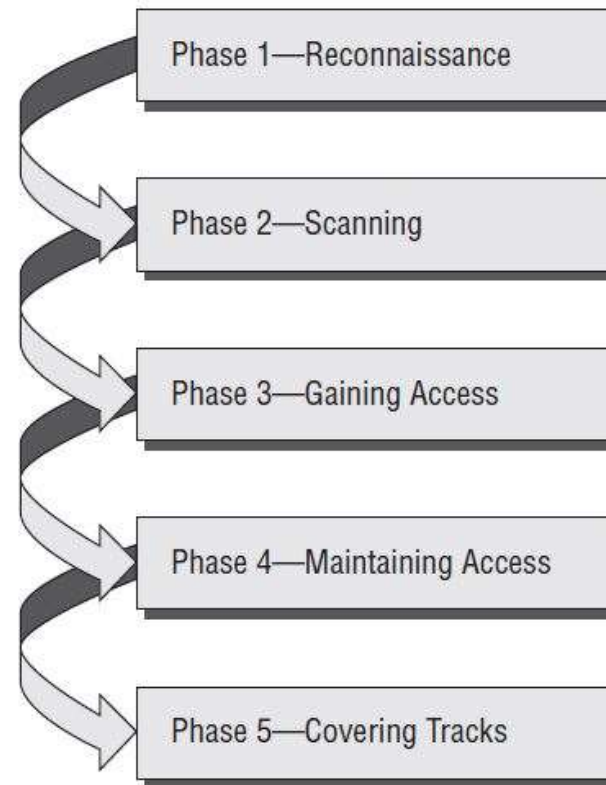 Phase 1—Reconnaissance
Phase 2—Scanning
Phase 3—Gaining Access
Phase 4—Maintaining Access
Phase 5—Covering Tracks